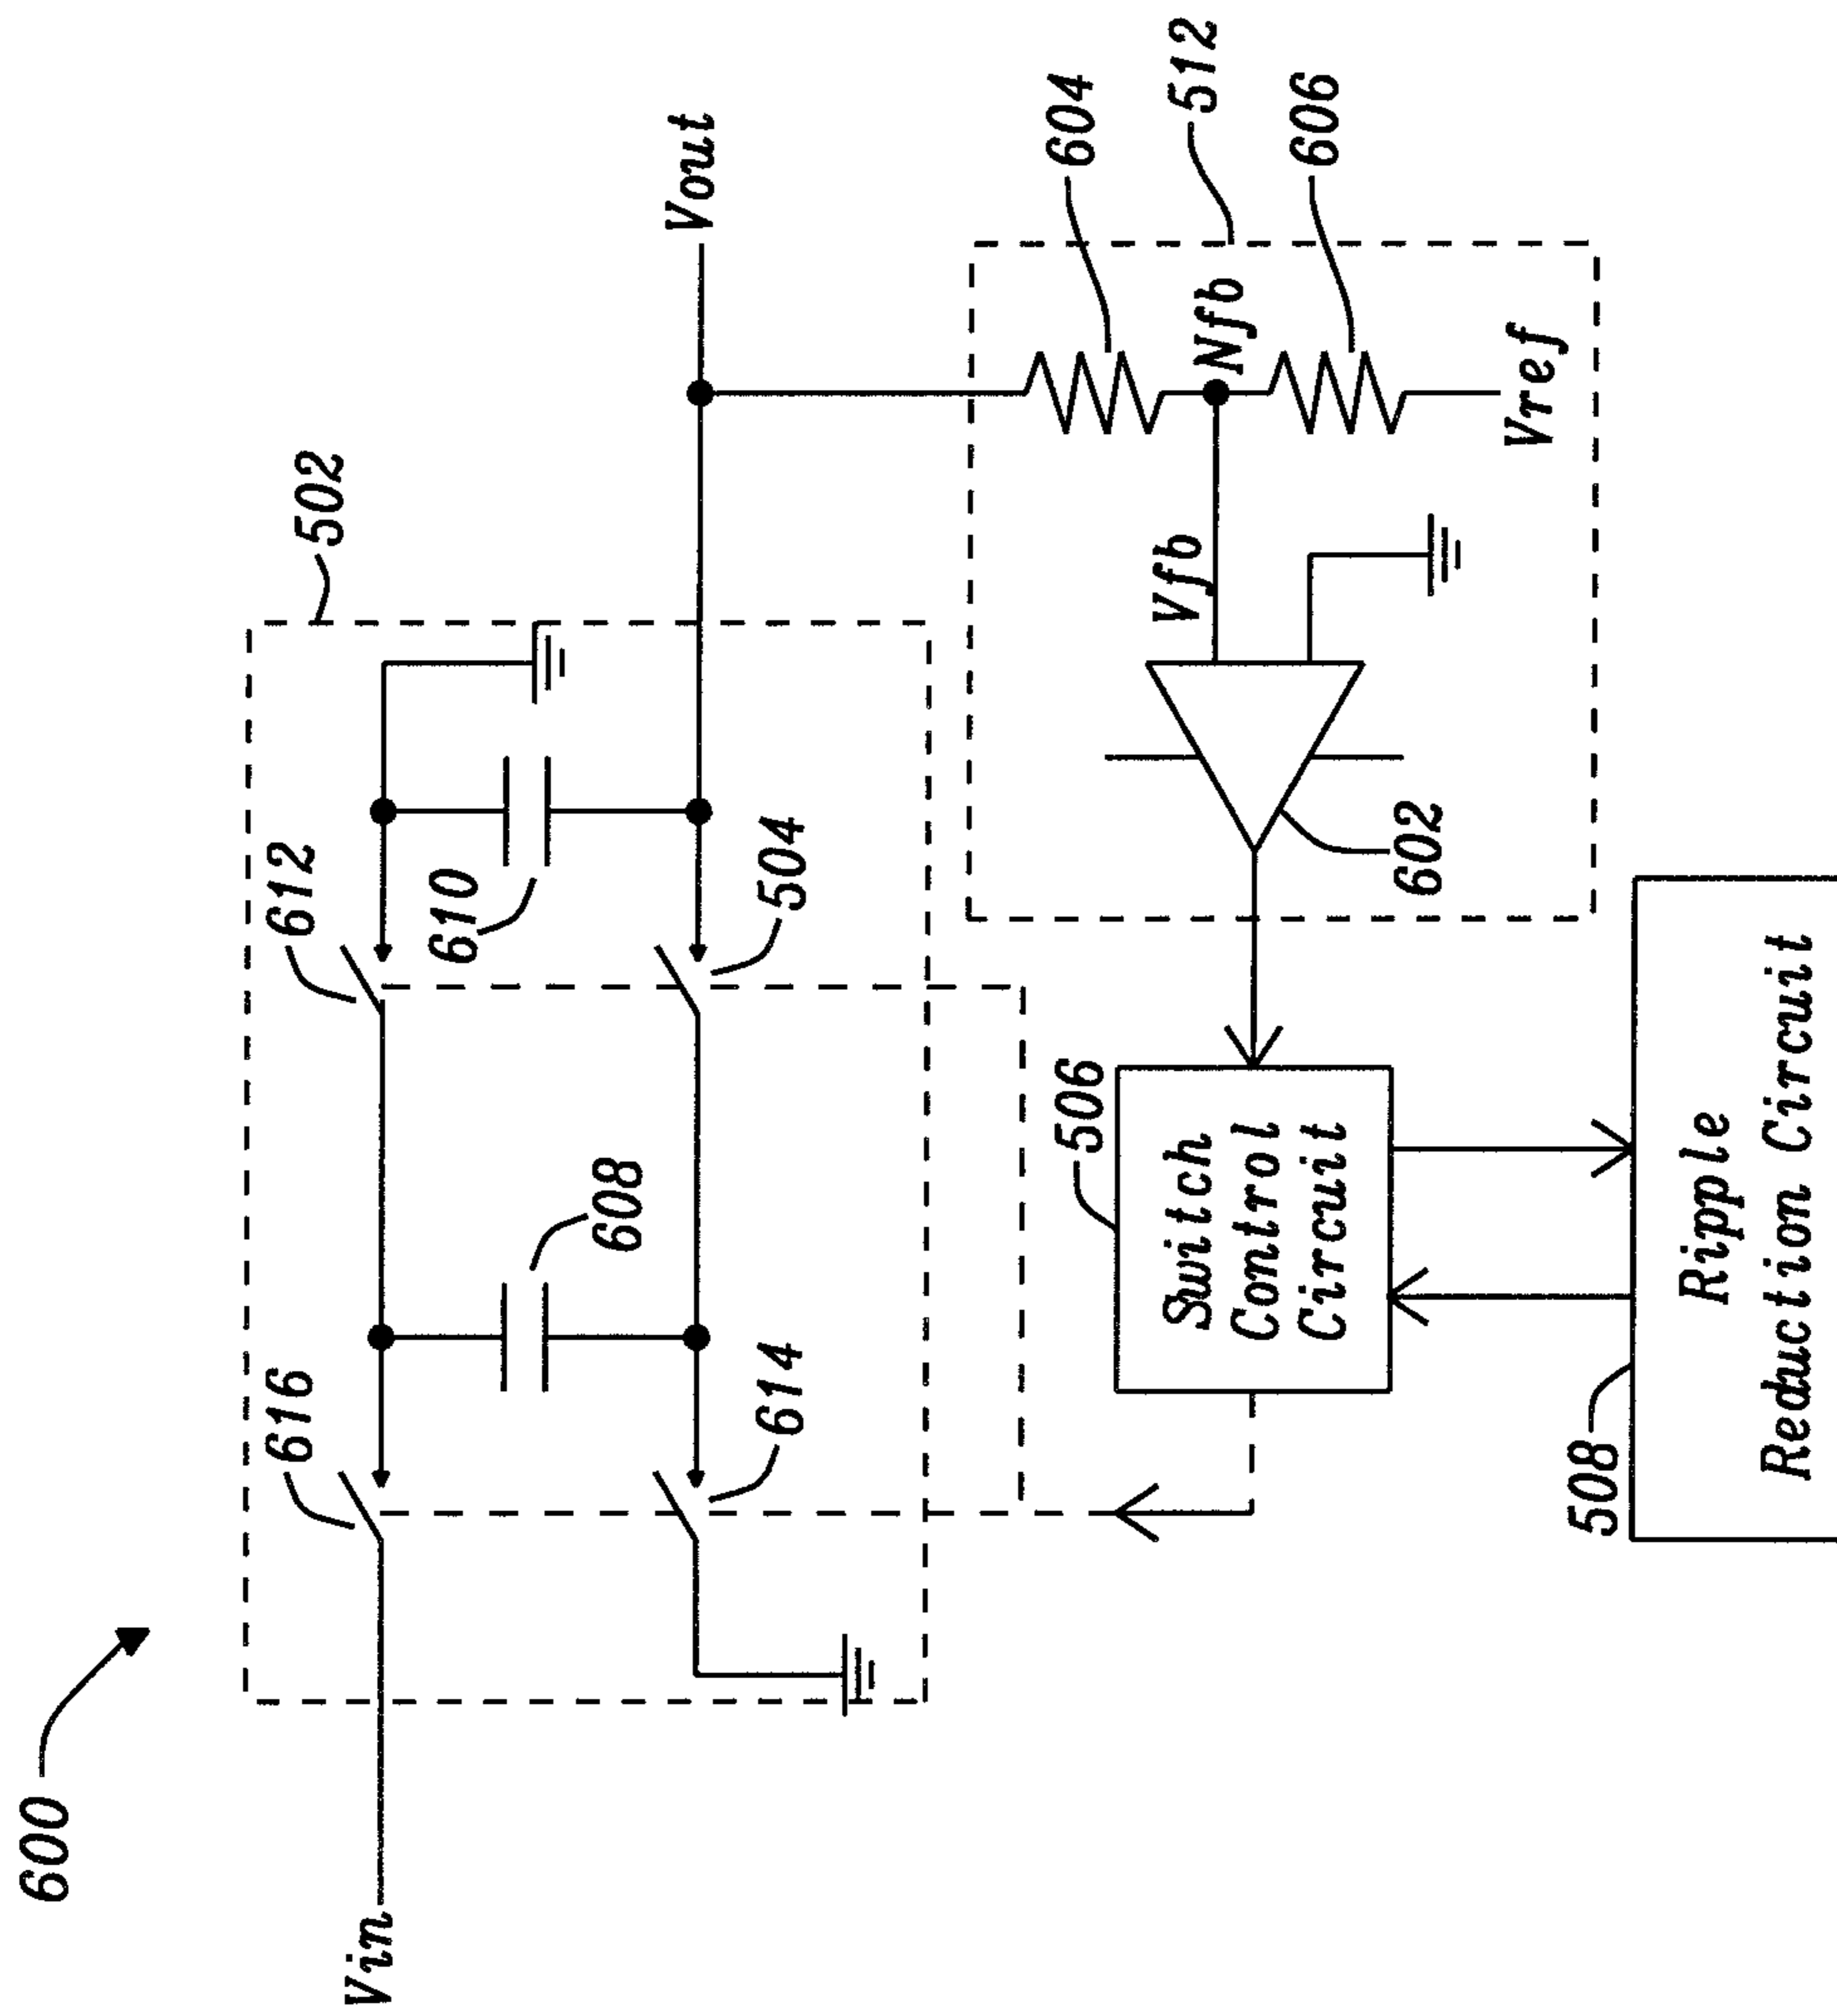 600
502
616
612
Vin
608
610
614
504
Vout
506
Switch
Control
Circuit
Vfb
Nfb
604
512
606
602
Vref
508
Ripple
Reduction Circuit